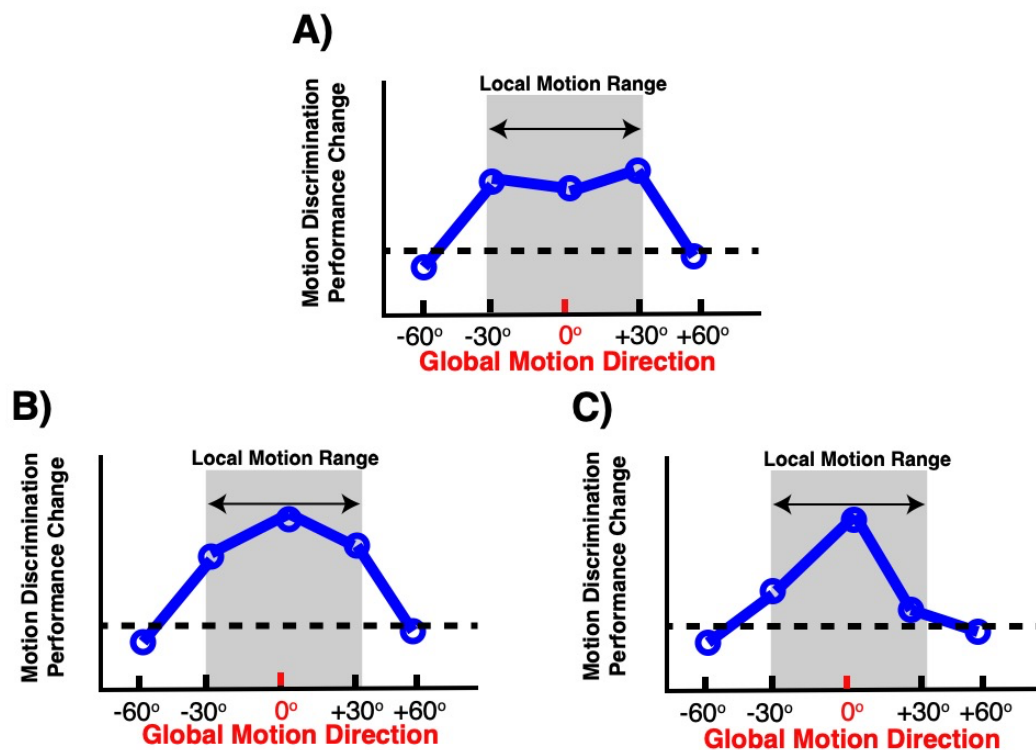 A)
Local Motion Range
Motion Discrimination
Performance Change
-60° -30° 0° +30° +60°
Global Motion Direction
B)
Local Motion Range
Motion Discrimination
Performance Change
-60° -30° 0° +30° +60°
Global Motion Direction
C)
Local Motion Range
Motion Discrimination
Performance Change
-60° -30° 0° +30° +60°
Global Motion Direction